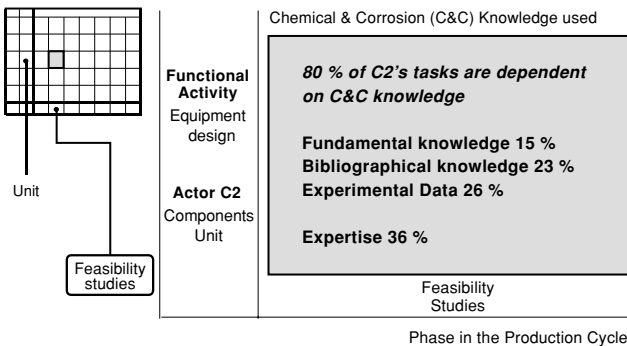 Chemical & Corrosion (C&C) Knowledge used
Functional
Activity
Equipment
design
Actor C2
Components
Unit
80 % of C2's tasks are dependent
on C&C knowledge
Fundamental knowledge 15 %
Bibliographical knowledge 23 %
Experimental Data 26 %
Expertise 36 %
Unit
Feasibility
studies
Feasibility
Studies
Phase in the Production Cycle